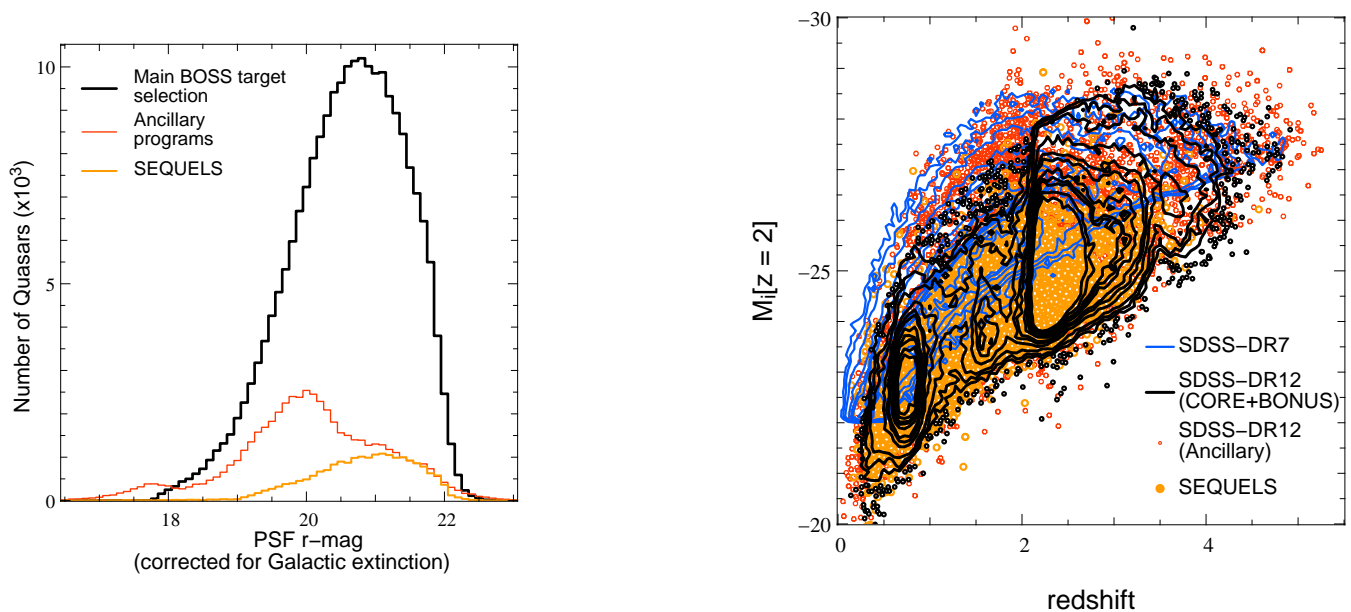 Number of Quasars (x10³)
10
5
0
Main BOSS target
selection
Ancillary
programs
SEQUELS
18
20
22
PSF r−mag
(corrected for Galactic extinction)
M_i[z = 2]
−30
−25
−20
SDSS−DR7
SDSS−DR12
(CORE+BONUS)
SDSS−DR12
(Ancillary)
SEQUELS
0
2
4
redshift